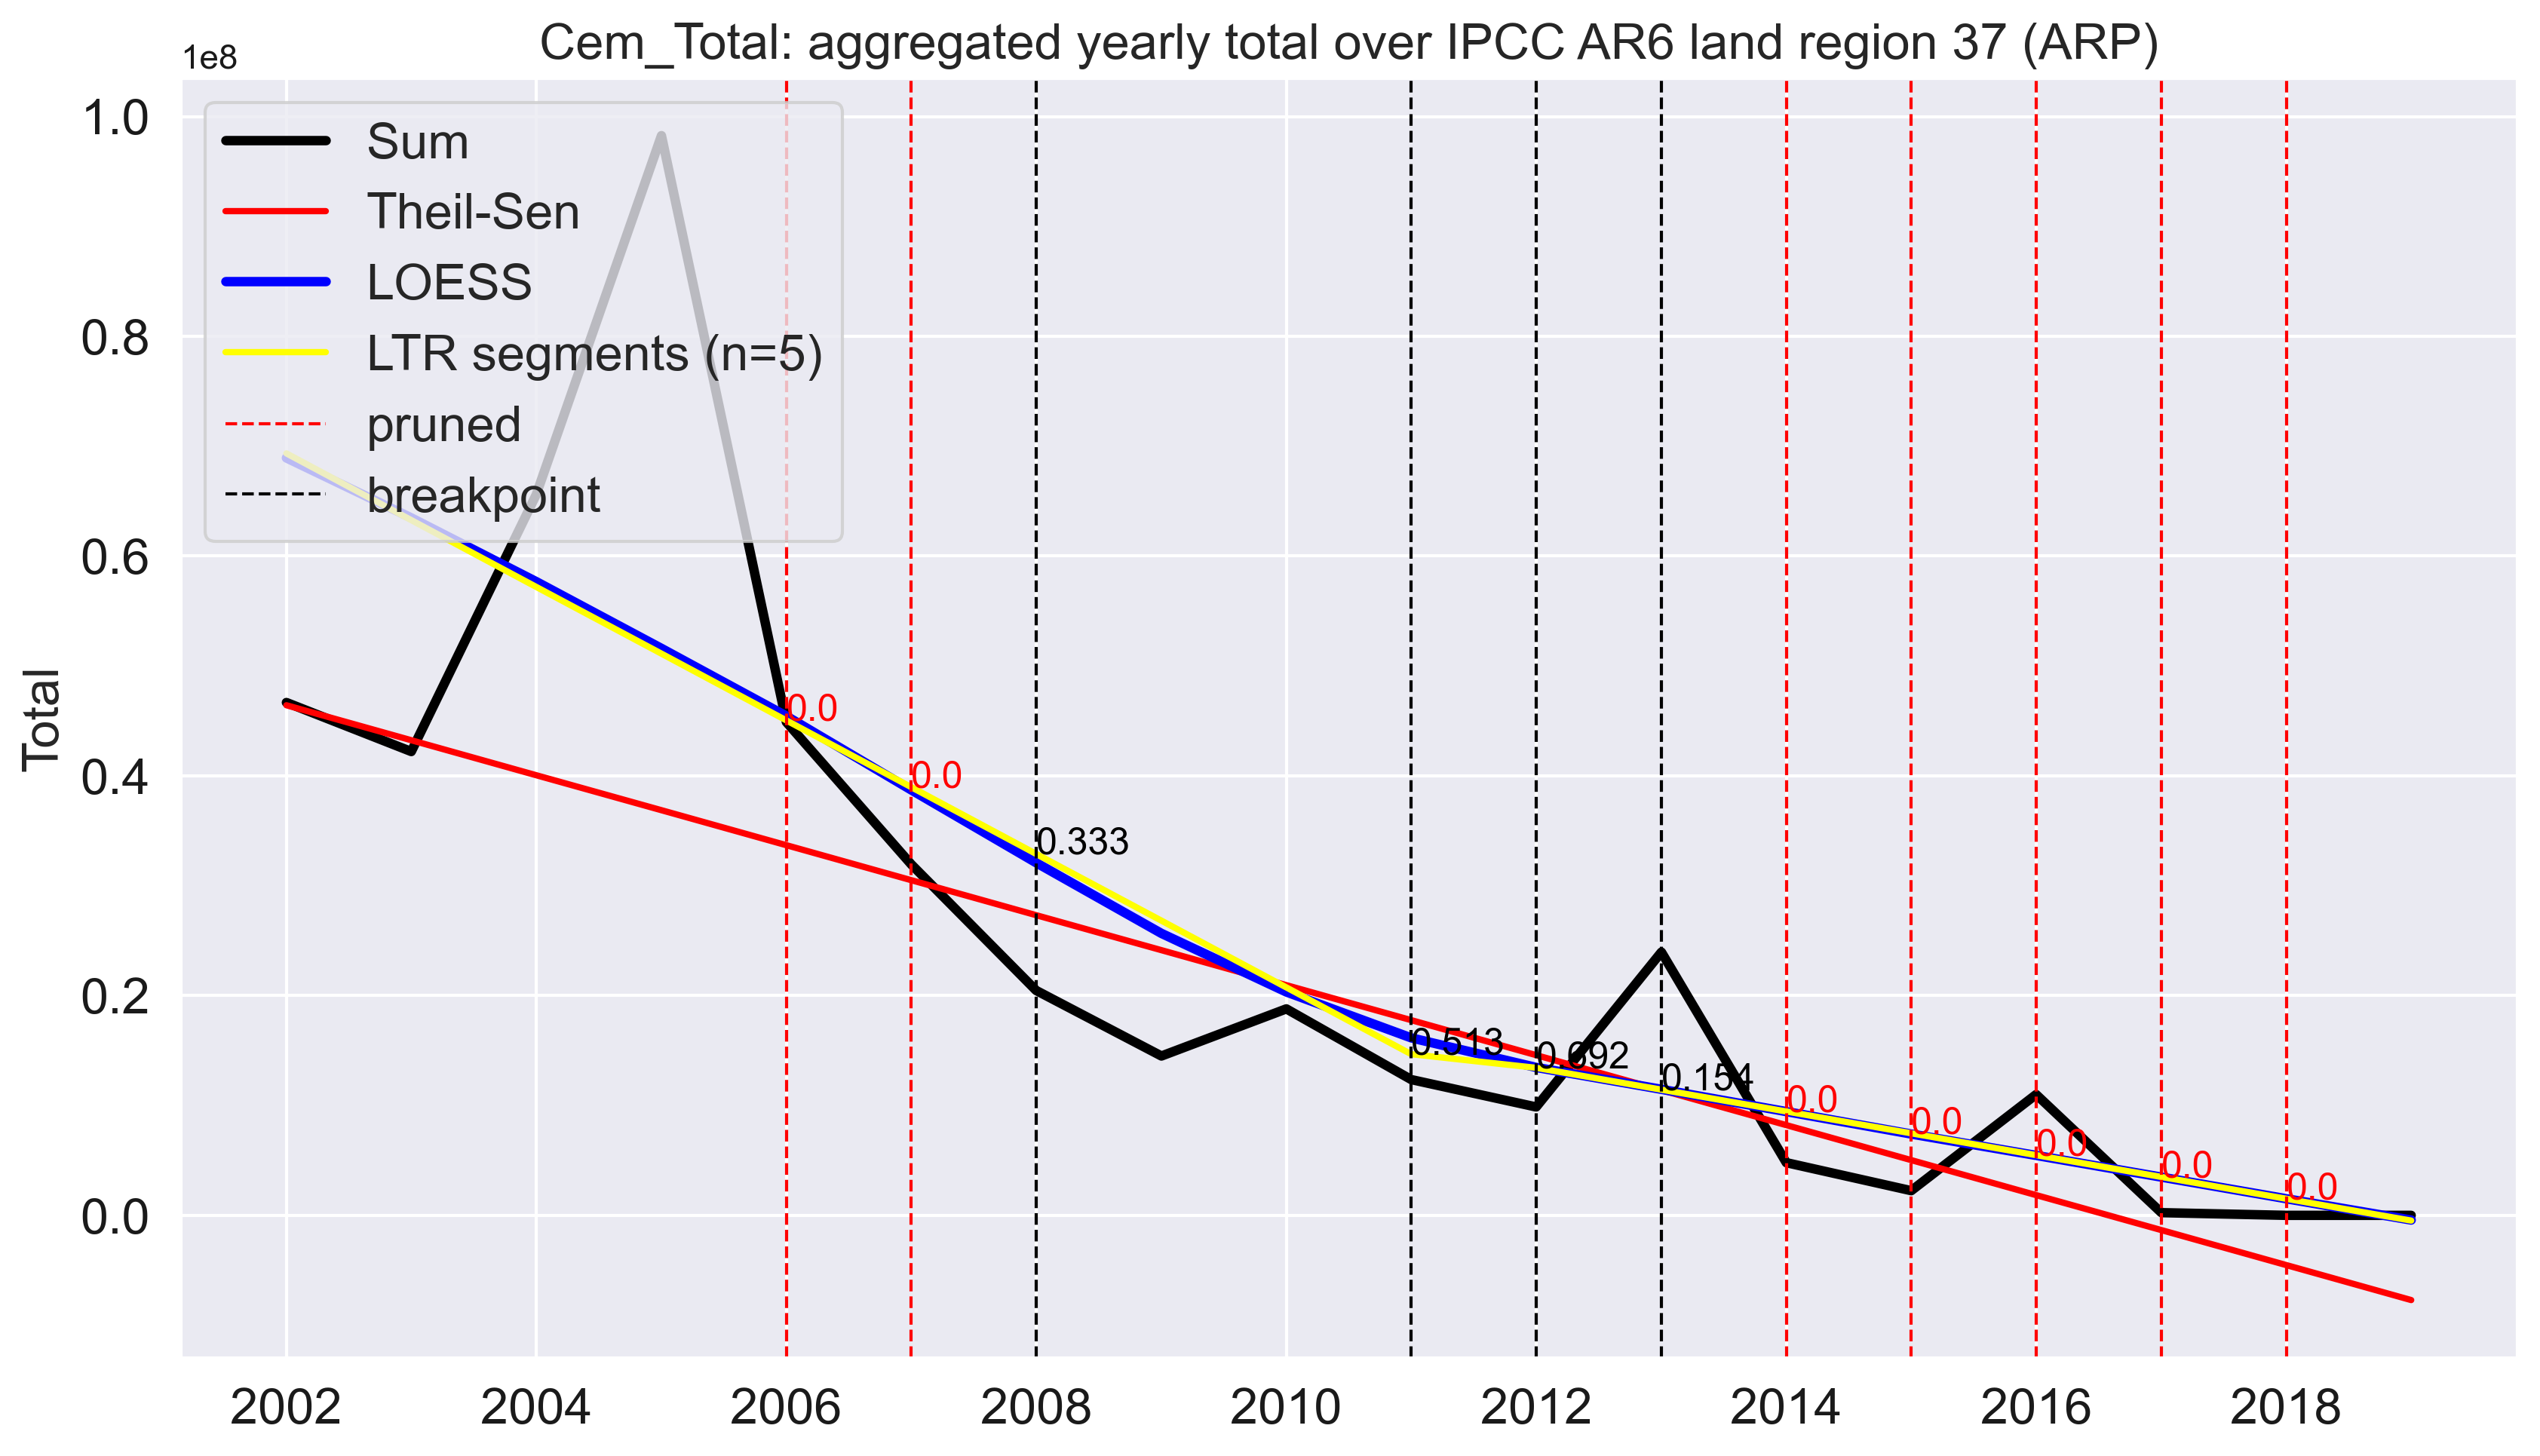 Cem_Total: aggregated yearly total over IPCC AR6 land region 37 (ARP)
1e8
1.0
0.8
0.6
0.4
0.2
0.0
Total
Sum
Theil-Sen
LOESS
LTR segments (n=5)
pruned
breakpoint
0.0
0.0
0.333
0.513
0.692
0.154
0.0
0.0
0.0
0.0
0.0
2002
2004
2006
2008
2010
2012
2014
2016
2018